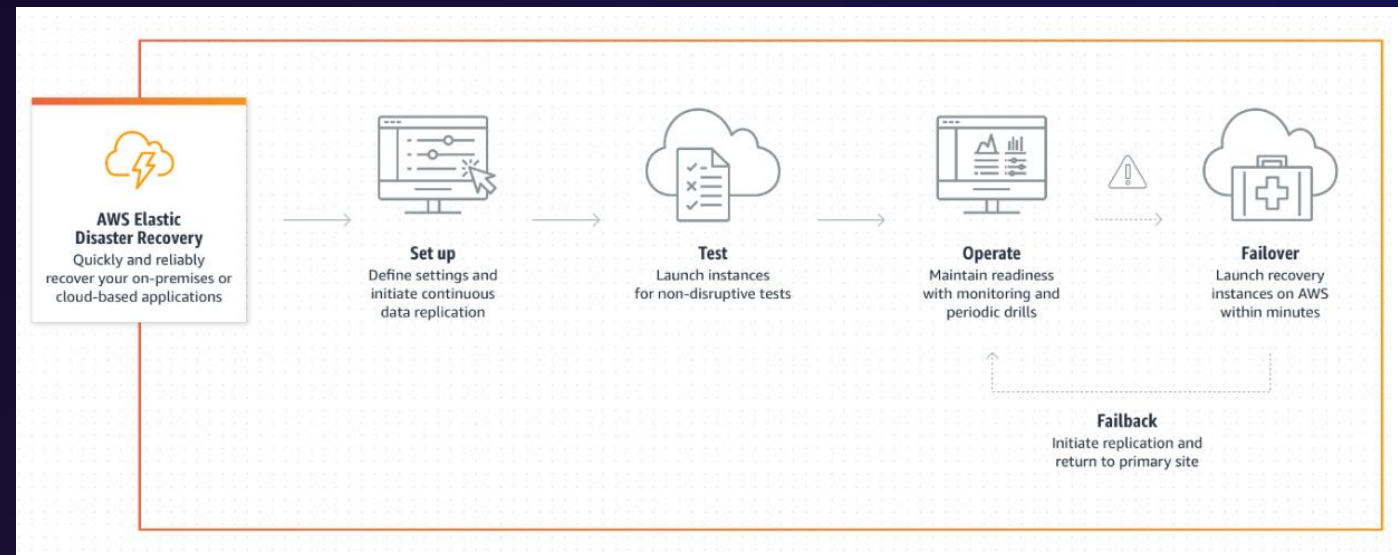 AWS Elastic
Disaster Recovery
Quickly and reliably
recover your on-premises or
cloud-based applications
Set up
Define settings and
initiate continuous
data replication
Test
Launch instances
for non-disruptive tests
Operate
Maintain readiness
with monitoring and
periodic drills
Failover
Launch recovery
instances on AWS
within minutes
Failback
Initiate replication and
return to primary site